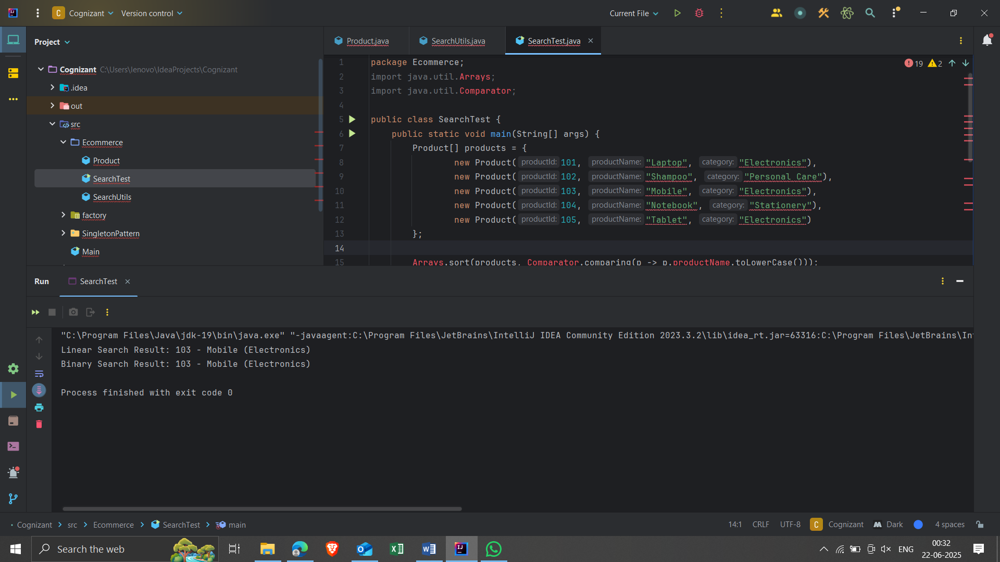 C Cognizant Version control Current File
Project
Product.java SearchUtils.java SearchTest.java
Cognizant C:\Users\lenovo\IdeaProjects\Cognizant
.idea
out
src
Ecommerce
Product
SearchTest
SearchUtils
factory
SingletonPattern
Main
19 2
1 package Ecommerce;
2 import java.util.Arrays;
3 import java.util.Comparator;
4
5 public class SearchTest {
6 public static void main(String[] args) {
7 Product[] products = {
8 new Product( productId: 101, productName: "Laptop", category: "Electronics"),
9 new Product( productId: 102, productName: "Shampoo", category: "Personal Care"),
10 new Product( productId: 103, productName: "Mobile", category: "Electronics"),
11 new Product( productId: 104, productName: "Notebook", category: "Stationery"),
12 new Product( productId: 105, productName: "Tablet", category: "Electronics")
13 };
14
15 Arrays.sort(products, Comparator.comparing(p -> p.productName.toLowerCase()));
Run SearchTest
"C:\Program Files\Java\jdk-19\bin\java.exe" "-javaagent:C:\Program Files\JetBrains\IntelliJ IDEA Community Edition 2023.3.2\lib\idea_rt.jar=63316:C:\Program Files\JetBrains\In
Linear Search Result: 103 - Mobile (Electronics)
Binary Search Result: 103 - Mobile (Electronics)
Process finished with exit code 0
Cognizant > src > Ecommerce > SearchTest > main
14:1 CRLF UTF-8 C Cognizant Dark 4 spaces
Search the web
ENG
00:32
22-06-2025